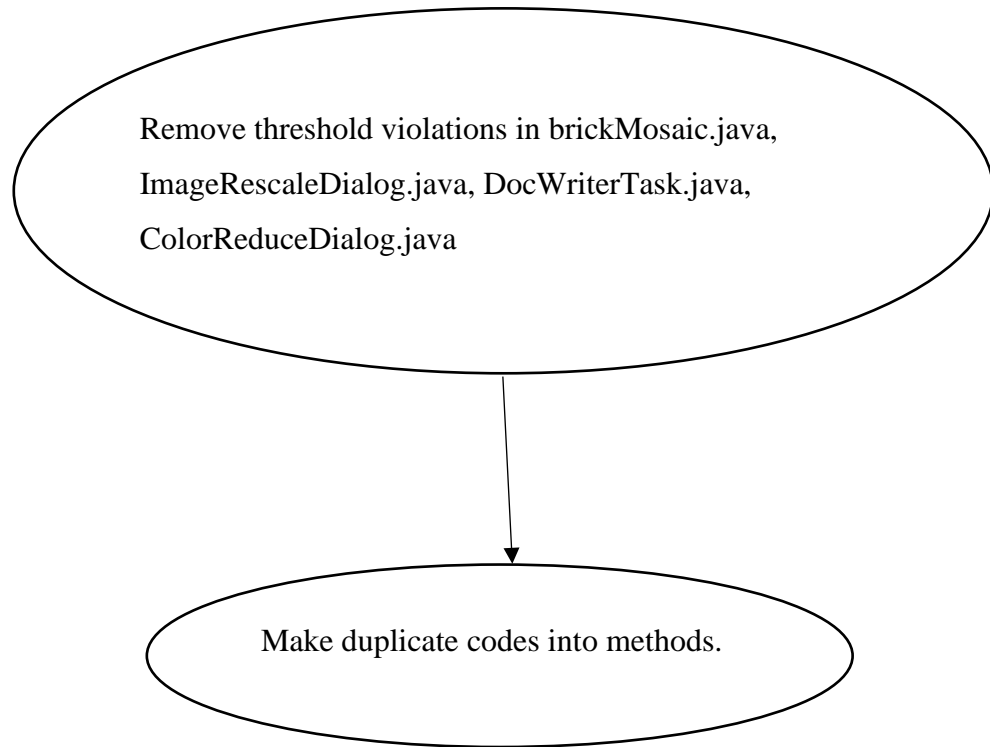 Remove threshold violations in brickMosaic.java,
ImageRescaleDialog.java, DocWriterTask.java,
ColorReduceDialog.java
Make duplicate codes into methods.